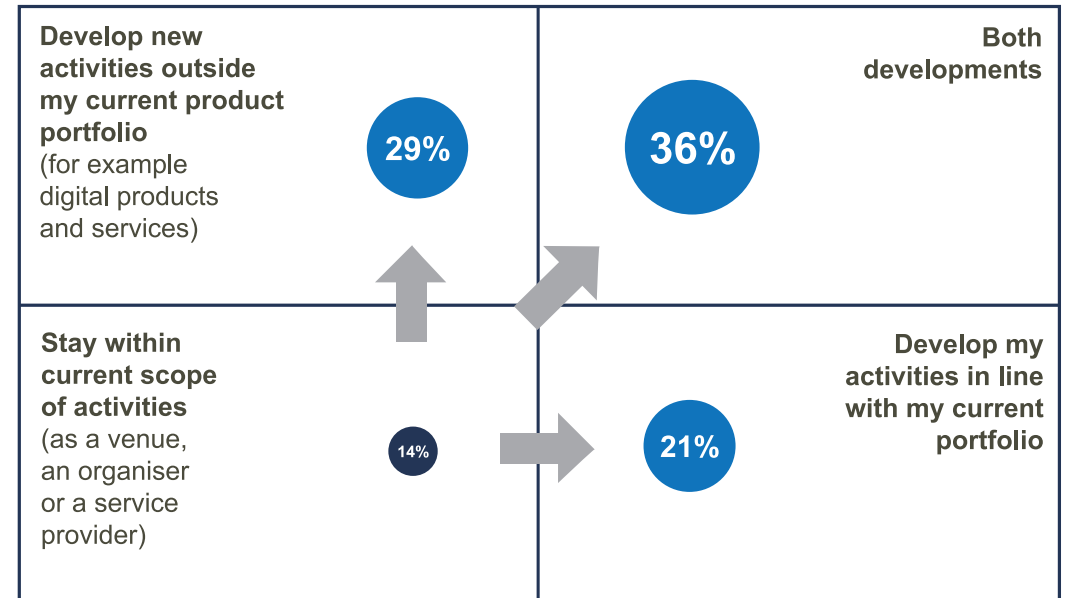 Develop new
activities outside
my current product
portfolio
(for example
digital products
and services)
29%
Both
developments
36%
Stay within
current scope
of activities
(as a venue,
an organiser
or a service
provider)
14%
Develop my
activities in line
with my current
portfolio
21%